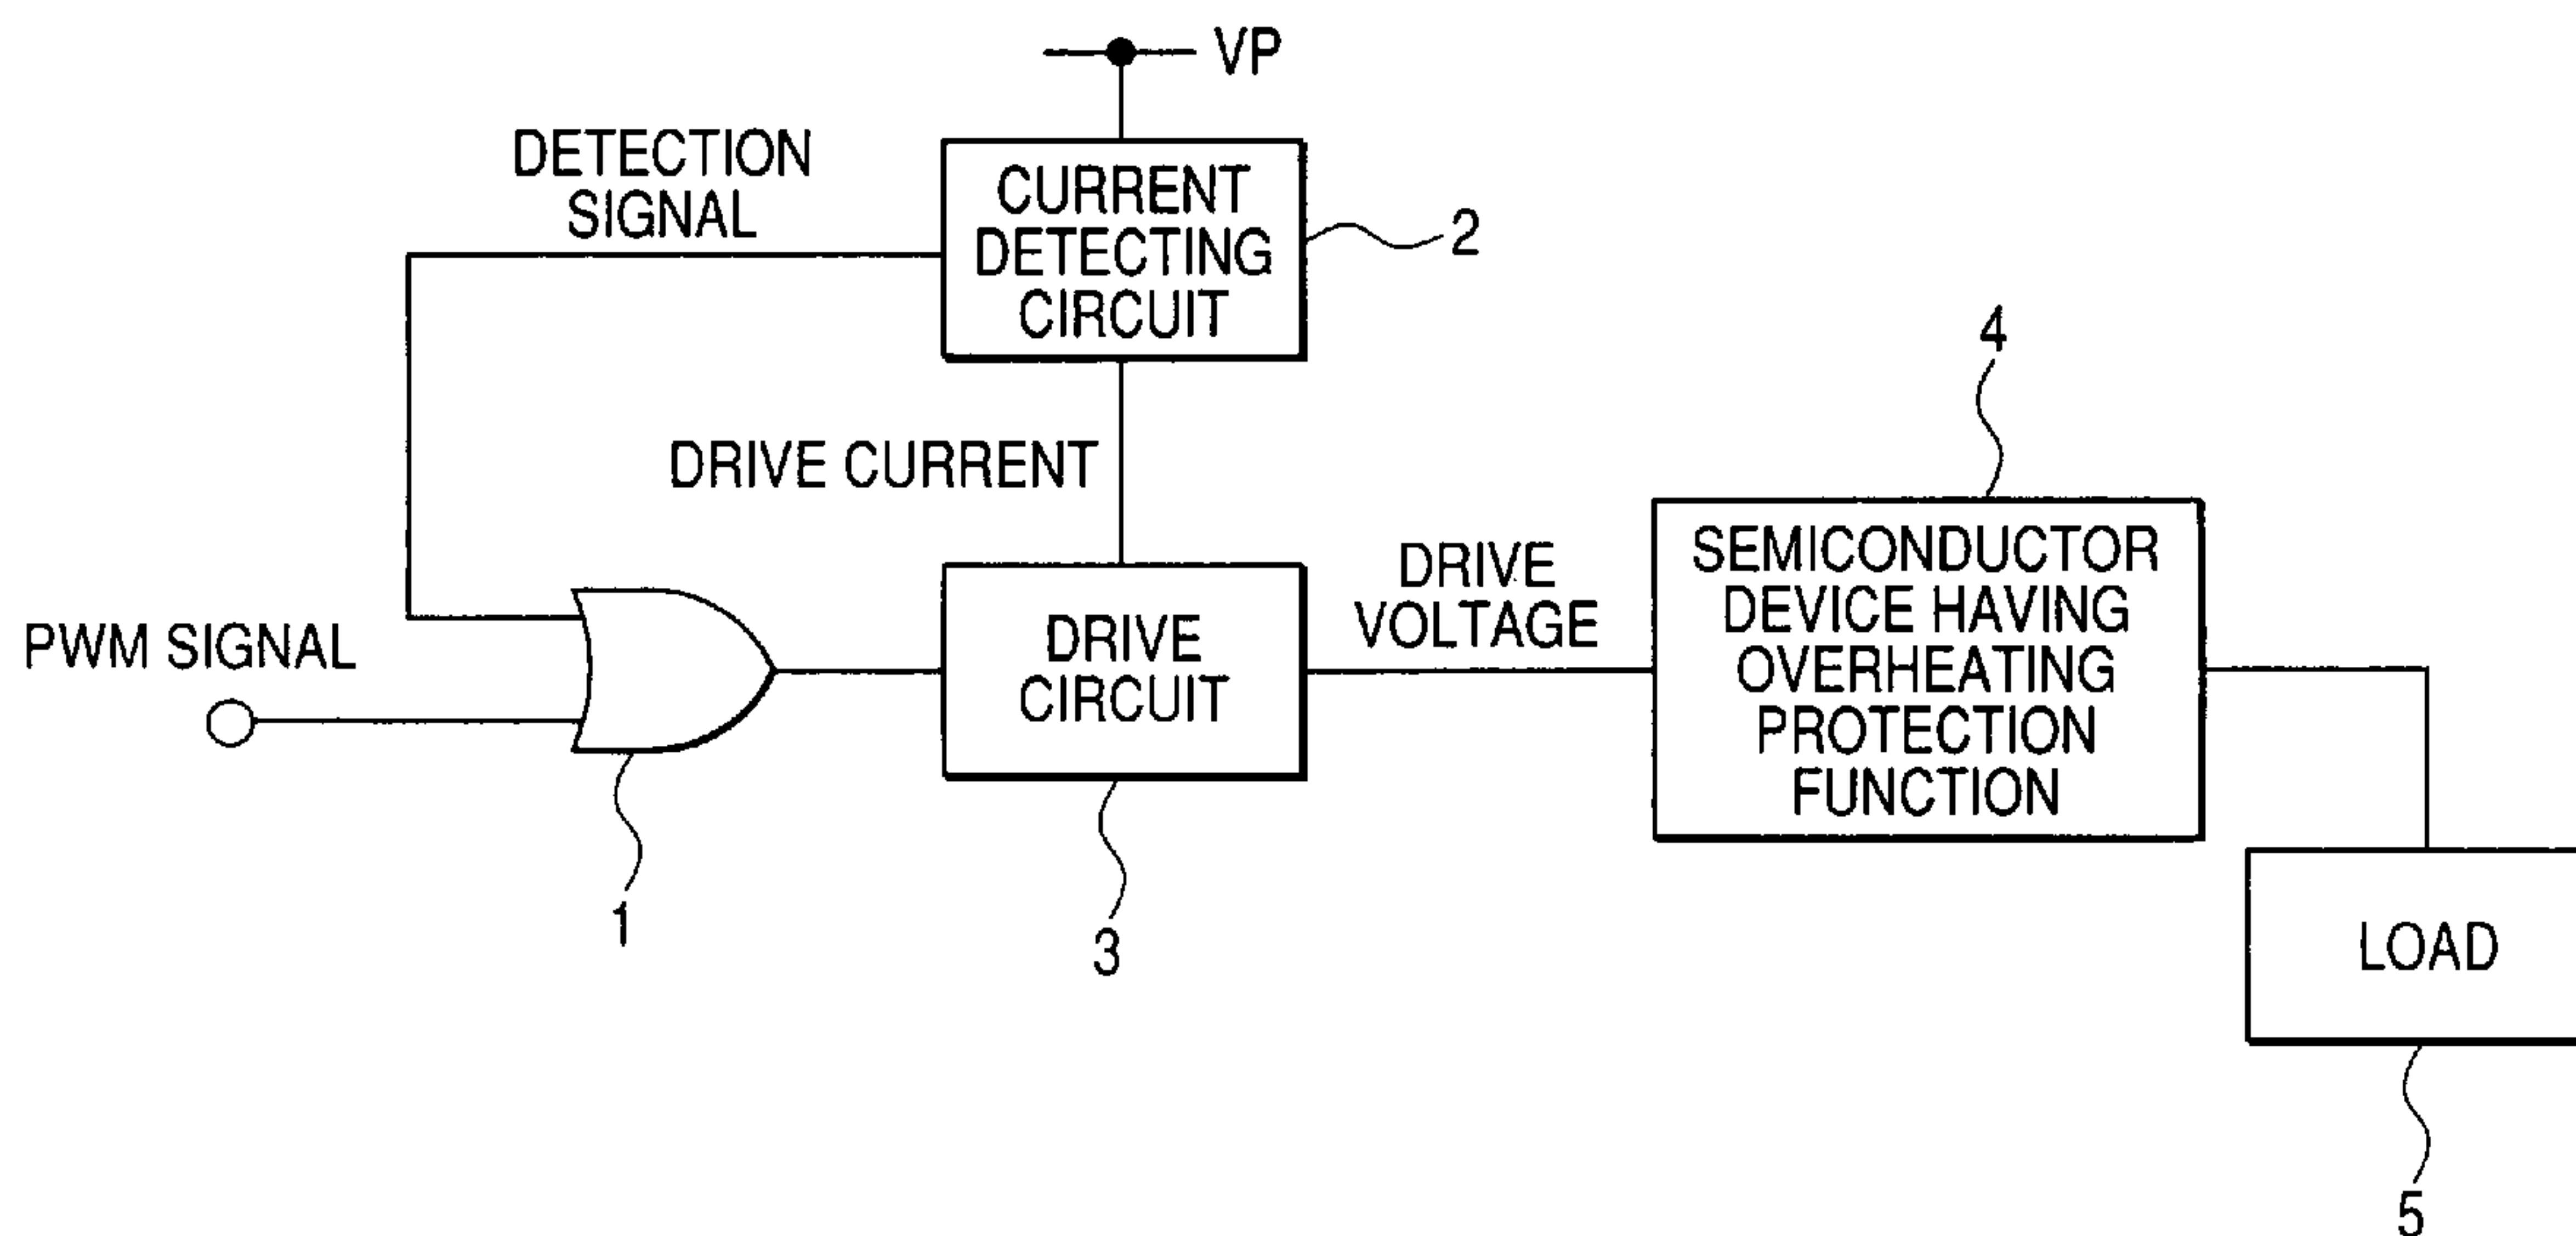 VP
DETECTION
SIGNAL
CURRENT
DETECTING
CIRCUIT
2
4
DRIVE CURRENT
PWM SIGNAL
DRIVE
CIRCUIT
DRIVE
VOLTAGE
SEMICONDUCTOR
DEVICE HAVING
OVERHEATING
PROTECTION
FUNCTION
1
3
LOAD
5